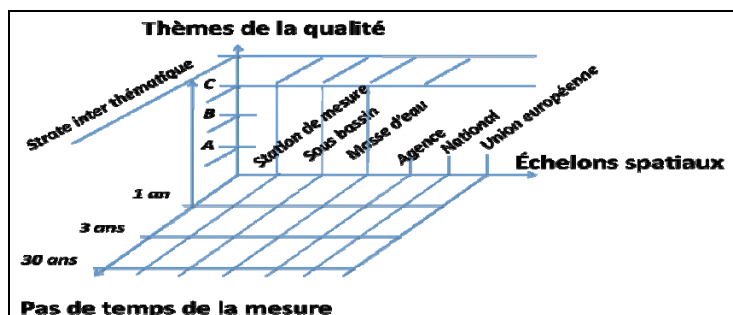 Thèmes de la qualité
Strate inter thématique
C
B
A
Station de mesure
Sous bassin
Masse d'eau
Agence
National
Union européenne
Échelons spatiaux
1 an
3 ans
30 ans
Pas de temps de la mesure